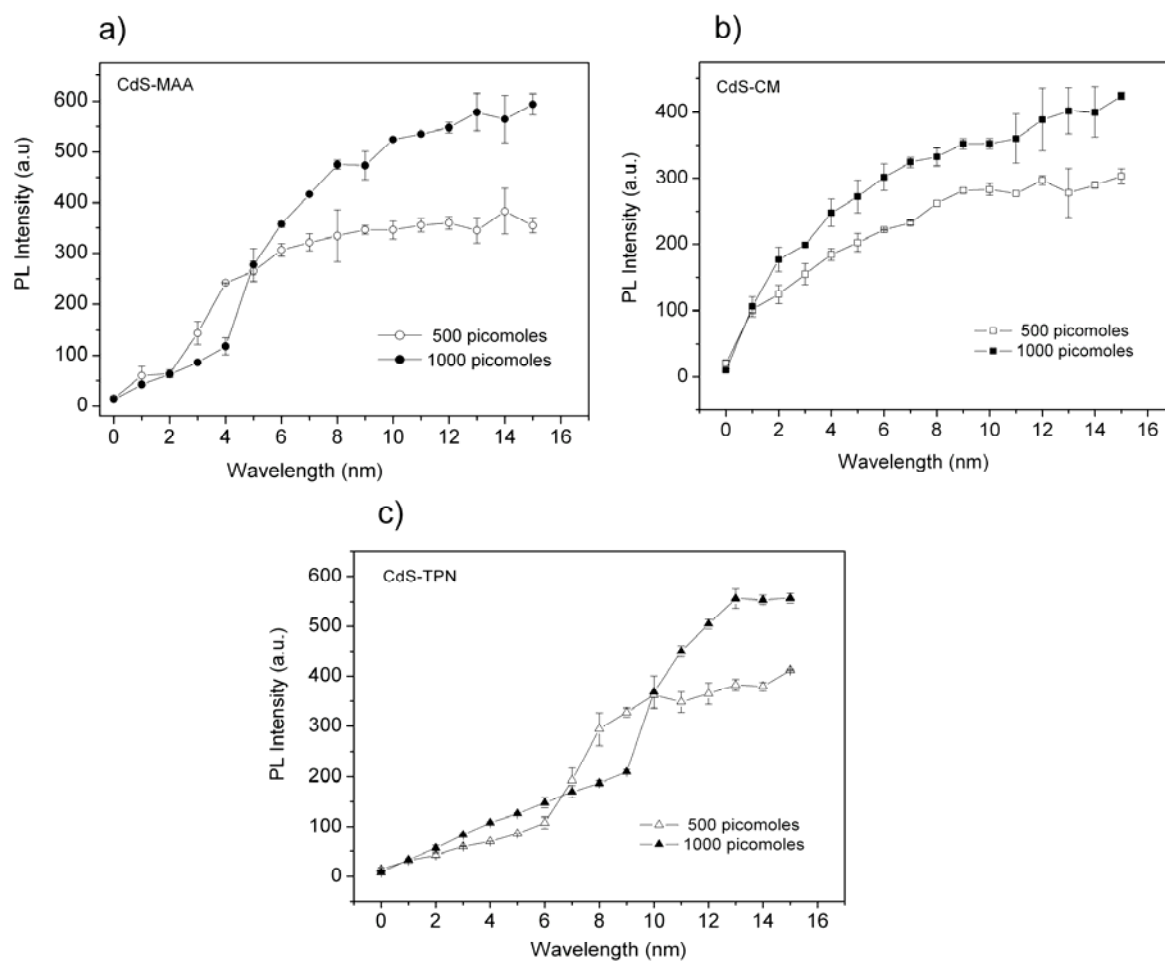 a)
CdS-MAA
600
500
400
300
200
100
0
PL Intensity (a.u)
500 picomoles
1000 picomoles
0 2 4 6 8 10 12 14 16
Wavelength (nm)
b)
CdS-CM
400
300
200
100
0
PL Intensity (a.u.)
500 picomoles
1000 picomoles
0 2 4 6 8 10 12 14 16
Wavelength (nm)
c)
CdS-TPN
600
500
400
300
200
100
0
PL Intensity (a.u.)
500 picomoles
1000 picomoles
0 2 4 6 8 10 12 14 16
Wavelength (nm)